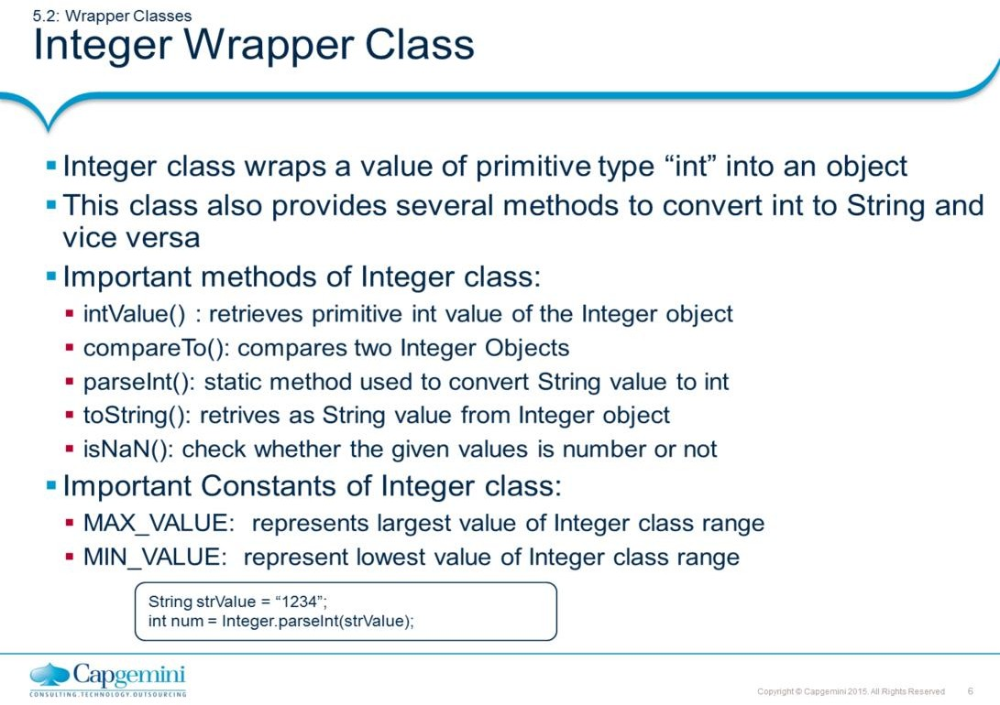 5.2: Wrapper Classes
Integer Wrapper Class
Integer class wraps a value of primitive type “int” into an object
This class also provides several methods to convert int to String and
vice versa
Important methods of Integer class:
intValue() : retrieves primitive int value of the Integer object
compareTo(): compares two Integer Objects
parseInt(): static method used to convert String value to int
toString(): retrives as String value from Integer object
isNaN(): check whether the given values is number or not
Important Constants of Integer class:
MAX_VALUE: represents largest value of Integer class range
MIN_VALUE: represent lowest value of Integer class range
String strValue = “1234”;
int num = Integer.parseInt(strValue);
Capgemini
CONSULTING.TECHNOLOGY.OUTSOURCING
Copyright © Capgemini 2015. All Rights Reserved 6